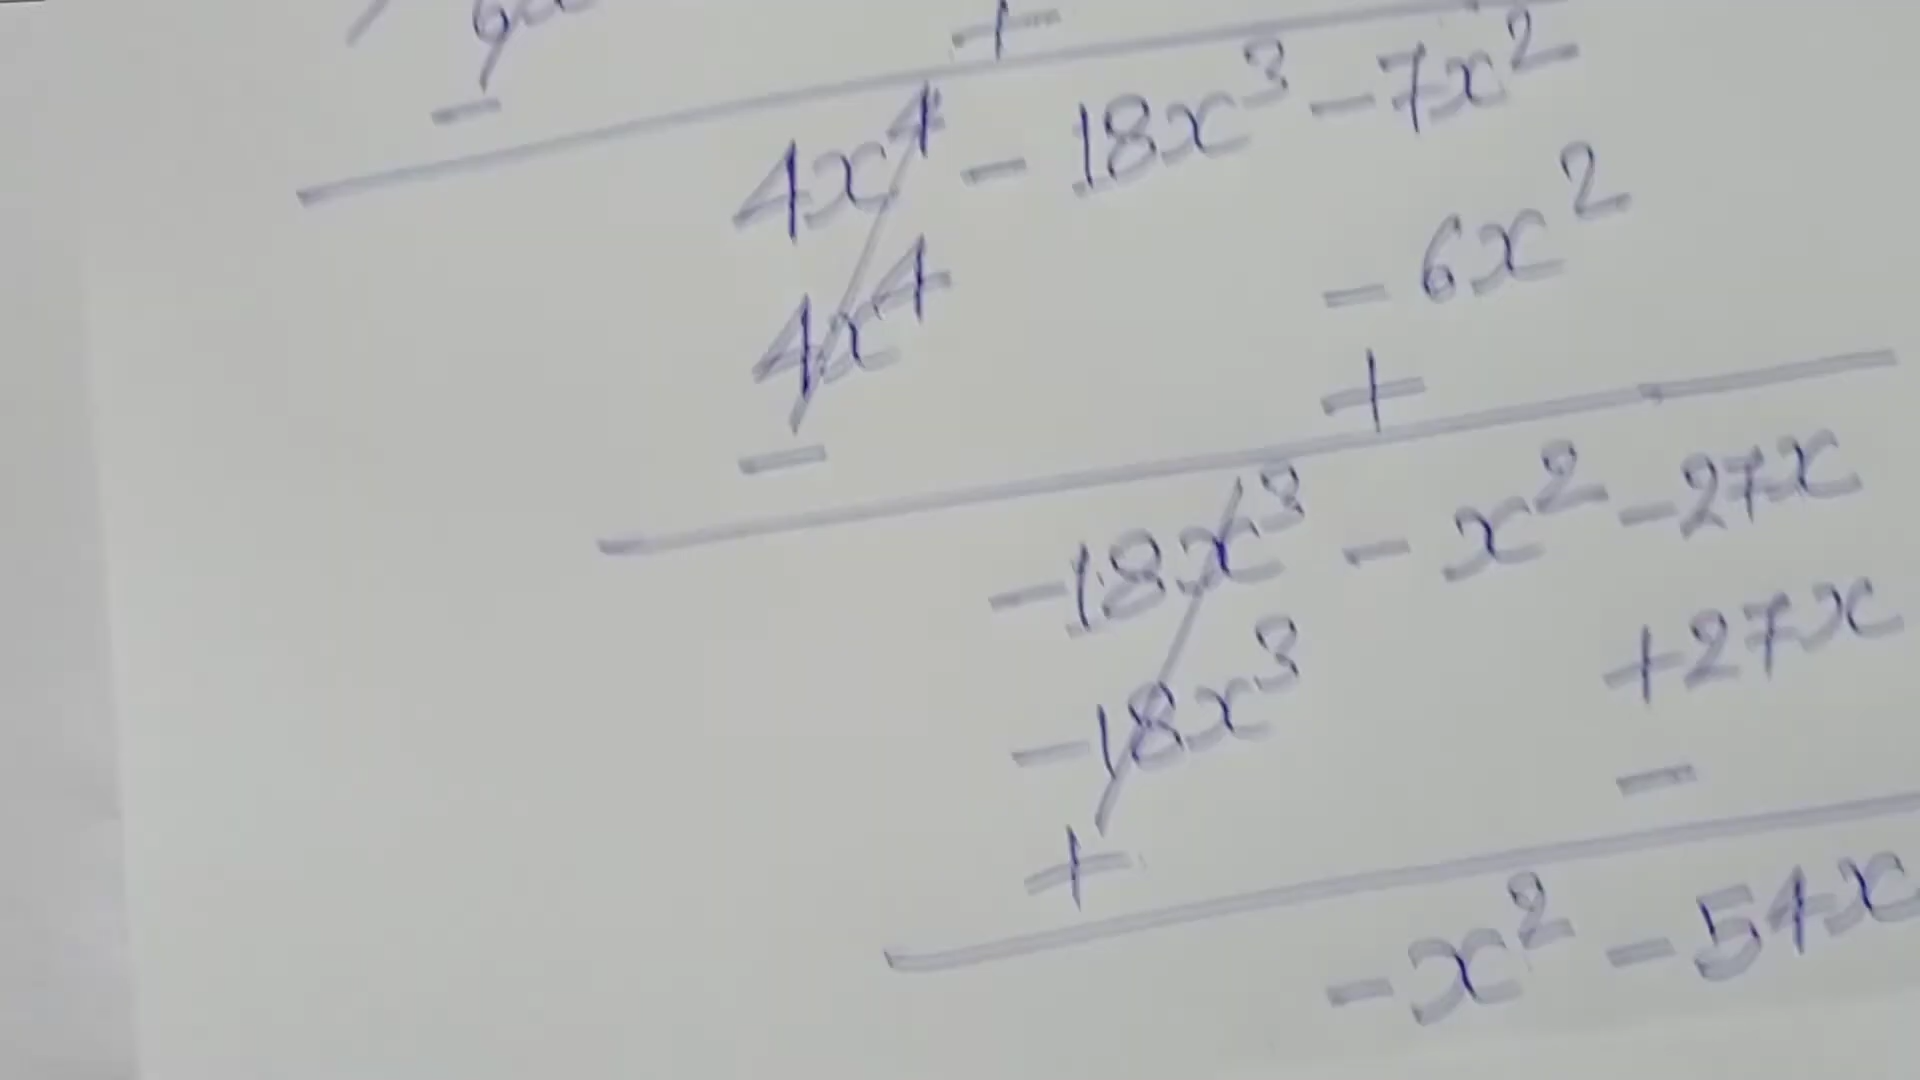 - +
4x⁴ - 18x³ - 7x²
4x⁴ - 6x²
- +
-18x³ - x² - 27x
-18x³ + 27x
+ -
-x² - 54x